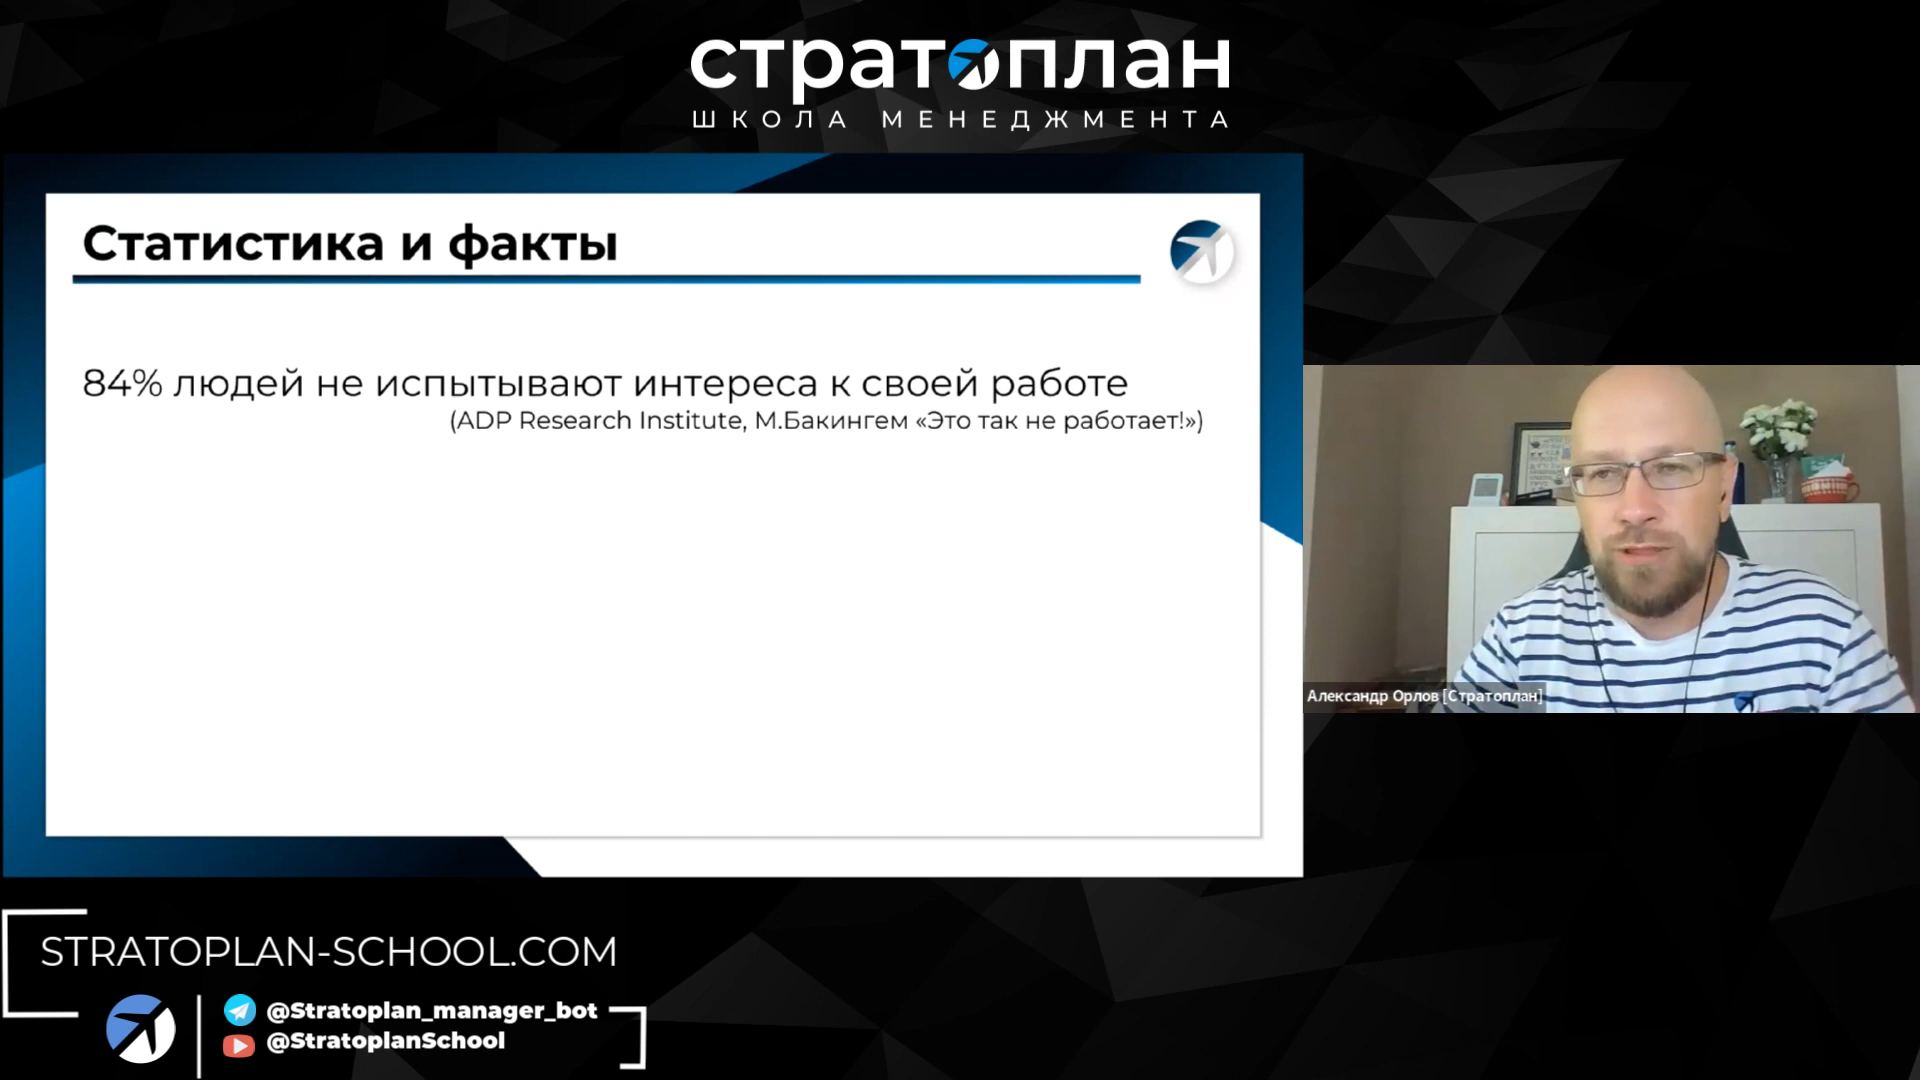 стратоплан
ШКОЛА МЕНЕДЖМЕНТА
Статистика и факты
84% людей не испытывают интереса к своей работе
(ADP Research Institute, М.Бакингем «Это так не работает!»)
Александр Орлов [Стратоплан]
STRATOPLAN-SCHOOL.COM
@Stratoplan_manager_bot
@StratoplanSchool